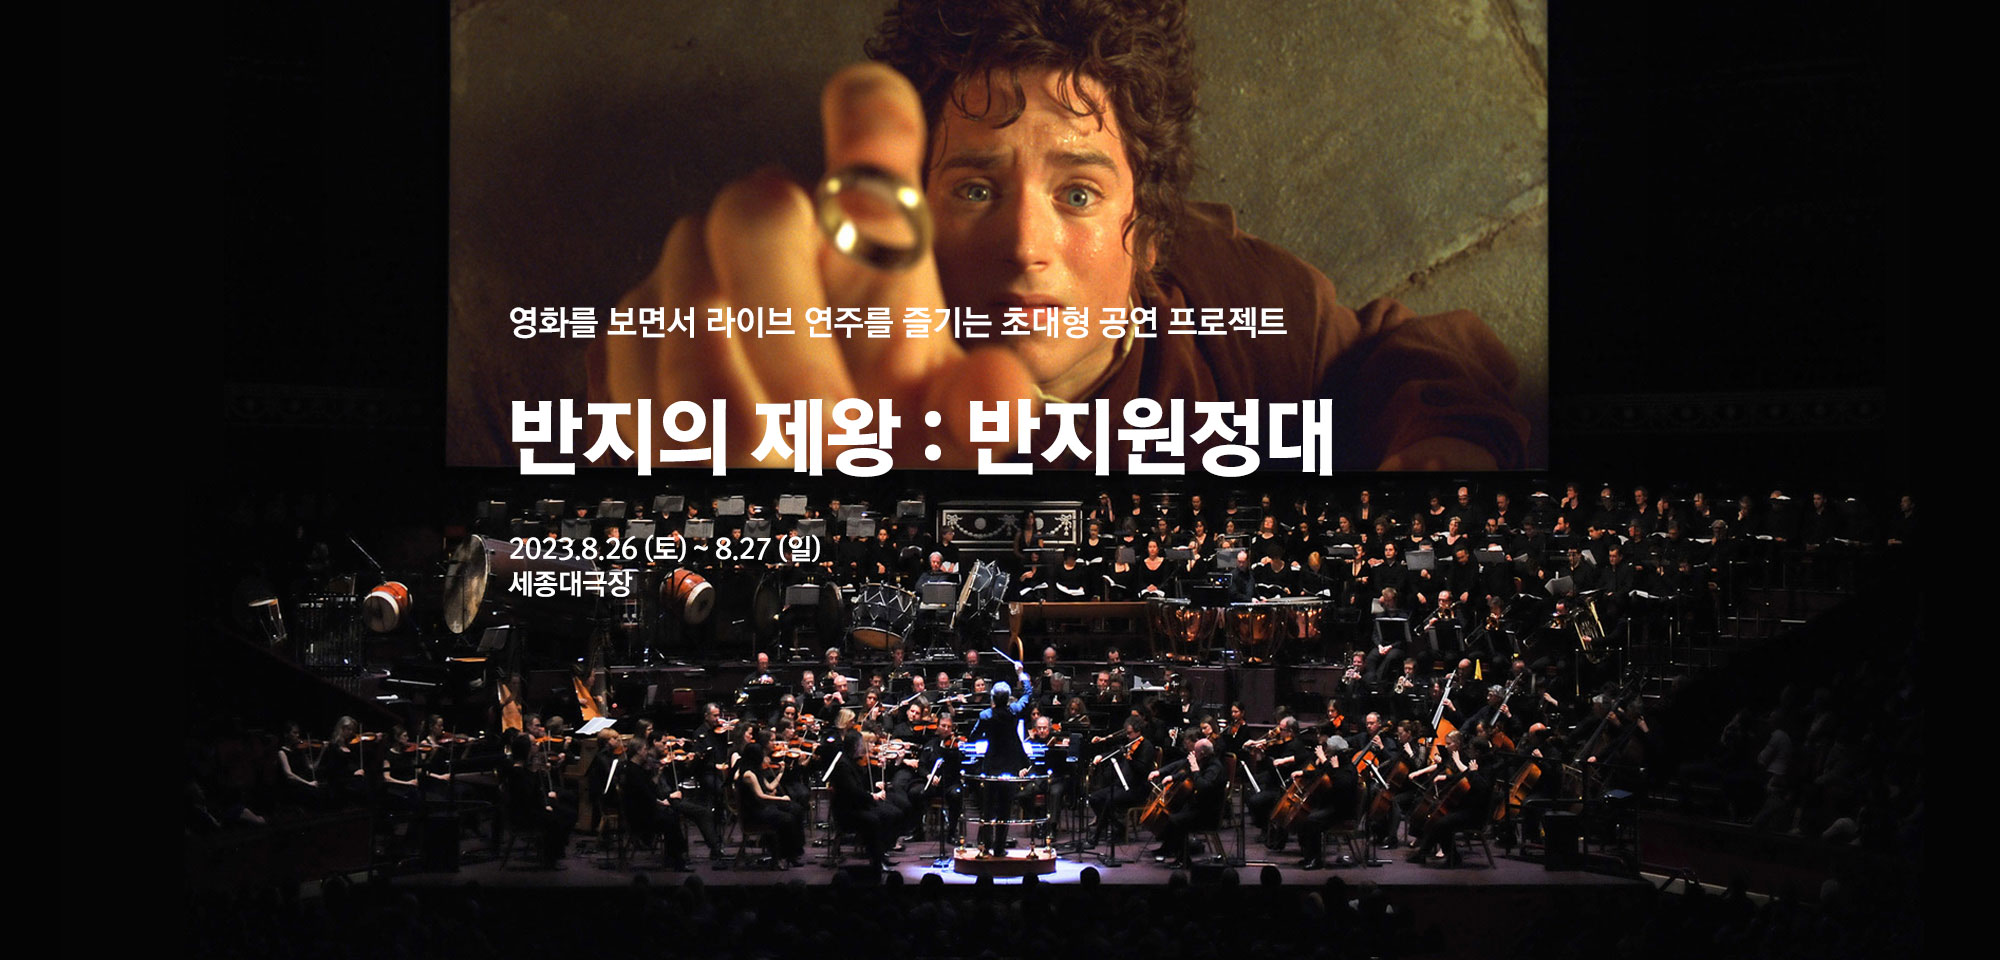 영화를 보면서 라이브 연주를 즐기는 초대형 공연 프로젝트
반지의 제왕 : 반지원정대
2023.8.26 (토) ~ 8.27 (일)
세종대극장